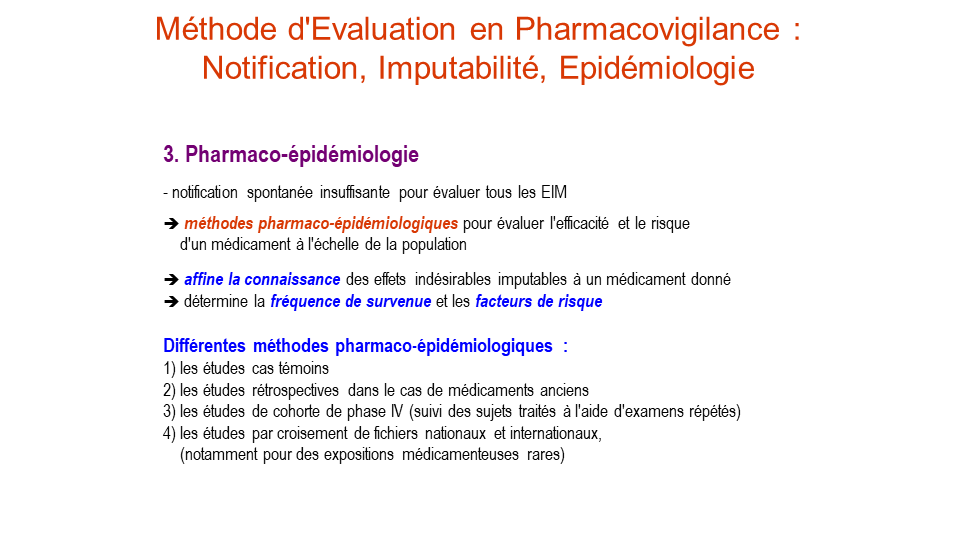 Méthode d'Evaluation en Pharmacovigilance :
Notification, Imputabilité, Epidémiologie
3. Pharmaco-épidémiologie
- notification spontanée insuffisante pour évaluer tous les EIM
➔ méthodes pharmaco-épidémiologiques pour évaluer l'efficacité et le risque
d'un médicament à l'échelle de la population
➔ affine la connaissance des effets indésirables imputables à un médicament donné
➔ détermine la fréquence de survenue et les facteurs de risque
Différentes méthodes pharmaco-épidémiologiques :
1) les études cas témoins
2) les études rétrospectives dans le cas de médicaments anciens
3) les études de cohorte de phase IV (suivi des sujets traités à l'aide d'examens répétés)
4) les études par croisement de fichiers nationaux et internationaux,
(notamment pour des expositions médicamenteuses rares)